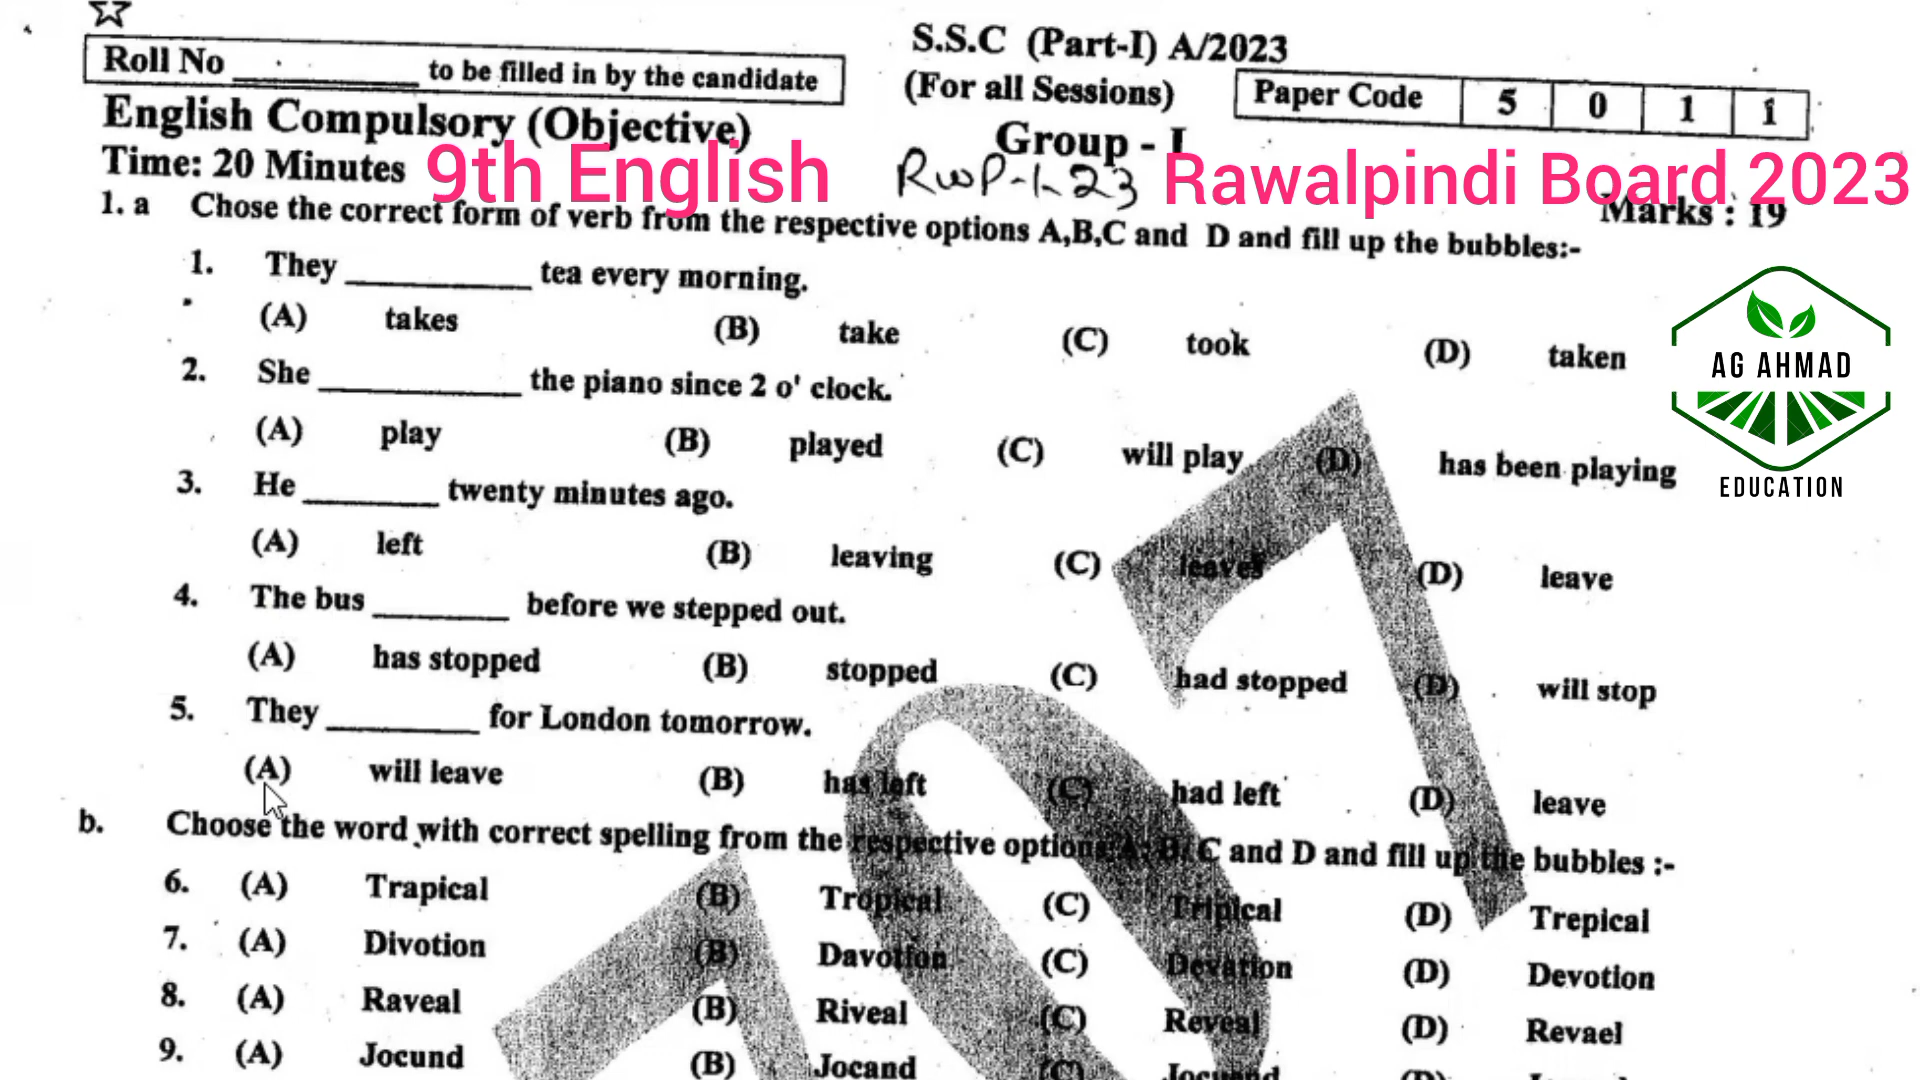 S.S.C (Part-I) A/2023
Roll No ________ to be filled in by the candidate
(For all Sessions)
Paper Code 5 0 1 1
English Compulsory (Objective)
Group - I
Time: 20 Minutes
9th English
RWP-1-23
Rawalpindi Board 2023
Marks : 19
1. a Chose the correct form of verb from the respective options A,B,C and D and fill up the bubbles:-
1. They ________ tea every morning.
(A) takes (B) take (C) took (D) taken
2. She ________ the piano since 2 o' clock.
(A) play (B) played (C) will play (D) has been playing
3. He ________ twenty minutes ago.
(A) left (B) leaving (C) leaves (D) leave
4. The bus ________ before we stepped out.
(A) has stopped (B) stopped (C) had stopped (D) will stop
5. They ________ for London tomorrow.
(A) will leave (B) has left (C) had left (D) leave
b. Choose the word with correct spelling from the respective options A, B, C and D and fill up the bubbles :-
6. (A) Trapical (B) Tropical (C) Tripical (D) Trepical
7. (A) Divotion (B) Davotion (C) Devation (D) Devotion
8. (A) Raveal (B) Riveal (C) Reveal (D) Revael
9. (A) Jocund (B) Jocand (C)
AG AHMAD
EDUCATION